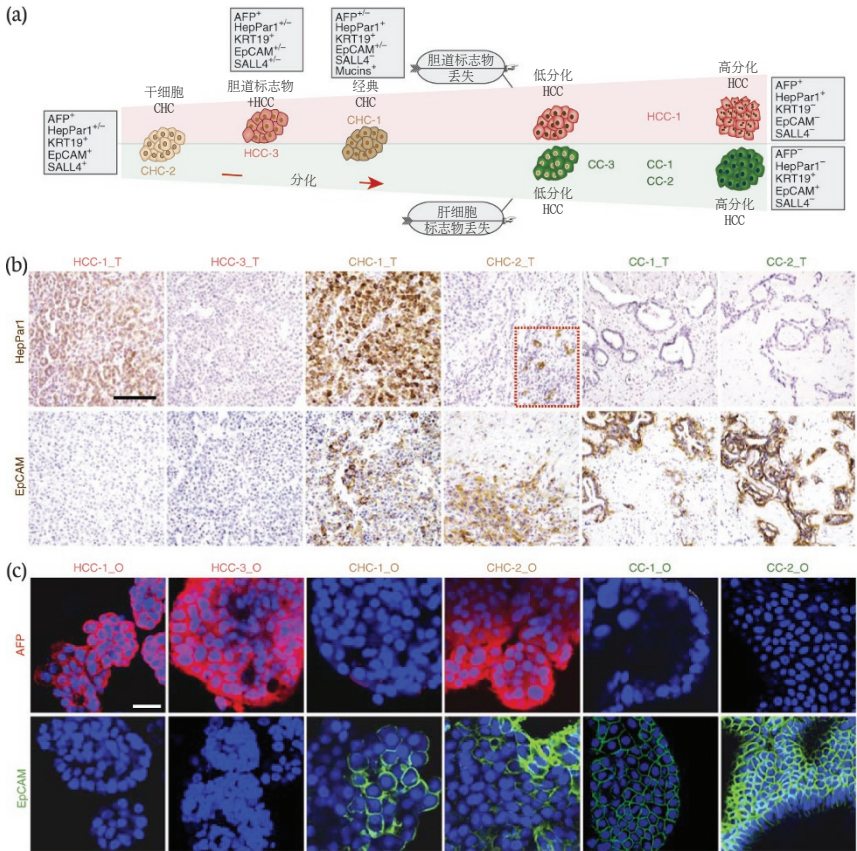 (a)
AFP⁺
HepPar1⁺/⁻
KRT19⁺
EpCAM⁺/⁻
SALL4⁺/⁻
AFP⁺/⁻
HepPar1⁺
KRT19⁺
EpCAM⁺/⁻
SALL4⁻
Mucins⁺
胆道标志物
丢失
干细胞
CHC
胆道标志物
+HCC
经典
CHC
低分化
HCC
高分化
HCC
AFP⁺
HepPar1⁺/⁻
KRT19⁺
EpCAM⁺
SALL4⁺
CHC-2
HCC-3
CHC-1
HCC-1
AFP⁺
HepPar1⁺
KRT19⁻
EpCAM⁻
SALL4⁻
分化
CC-3
CC-1
CC-2
低分化
HCC
高分化
HCC
AFP⁻
HepPar1⁻
KRT19⁺
EpCAM⁺
SALL4⁻
肝细胞
标志物丢失
(b)
HCC-1_T
HCC-3_T
CHC-1_T
CHC-2_T
CC-1_T
CC-2_T
HepPar1
EpCAM
(c)
HCC-1_O
HCC-3_O
CHC-1_O
CHC-2_O
CC-1_O
CC-2_O
AFP
EpCAM